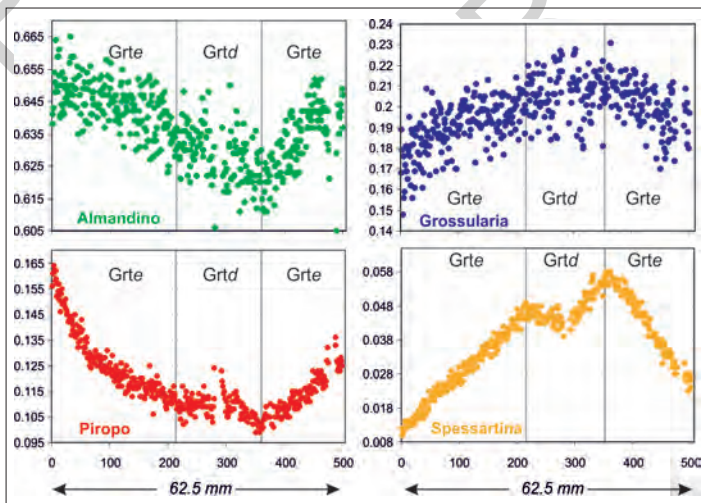 0.665
0.655
0.645
0.635
0.625
0.615
0.605
Grte
Grtd
Grte
Almandino
0.24
0.23
0.22
0.21
0.2
0.19
0.18
0.17
0.16
0.15
0.14
Grte
Grtd
Grte
Grossularia
0.165
0.155
0.145
0.135
0.125
0.115
0.105
0.095
Grte
Grtd
Grte
Piropo
0 100 200 300 400 500
62.5 mm
0.058
0.048
0.038
0.028
0.018
0.008
Grte
Grtd
Grte
Spessartina
0 100 200 300 400 500
62.5 mm